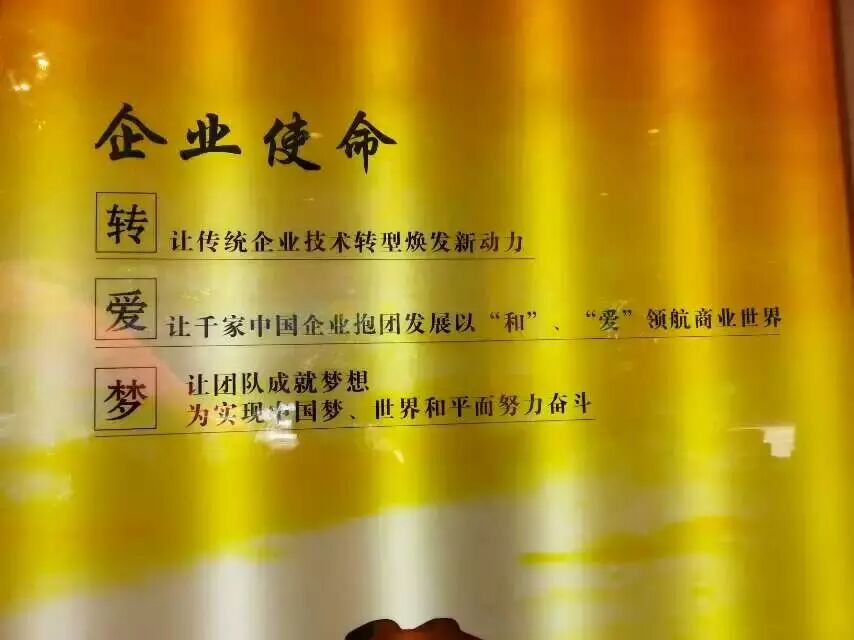 企业使命
转 让传统企业技术转型焕发新动力
爱 让千家中国企业抱团发展以“和”、“爱”领航商业世界
梦 让团队成就梦想
为实现中国梦、世界和平而努力奋斗